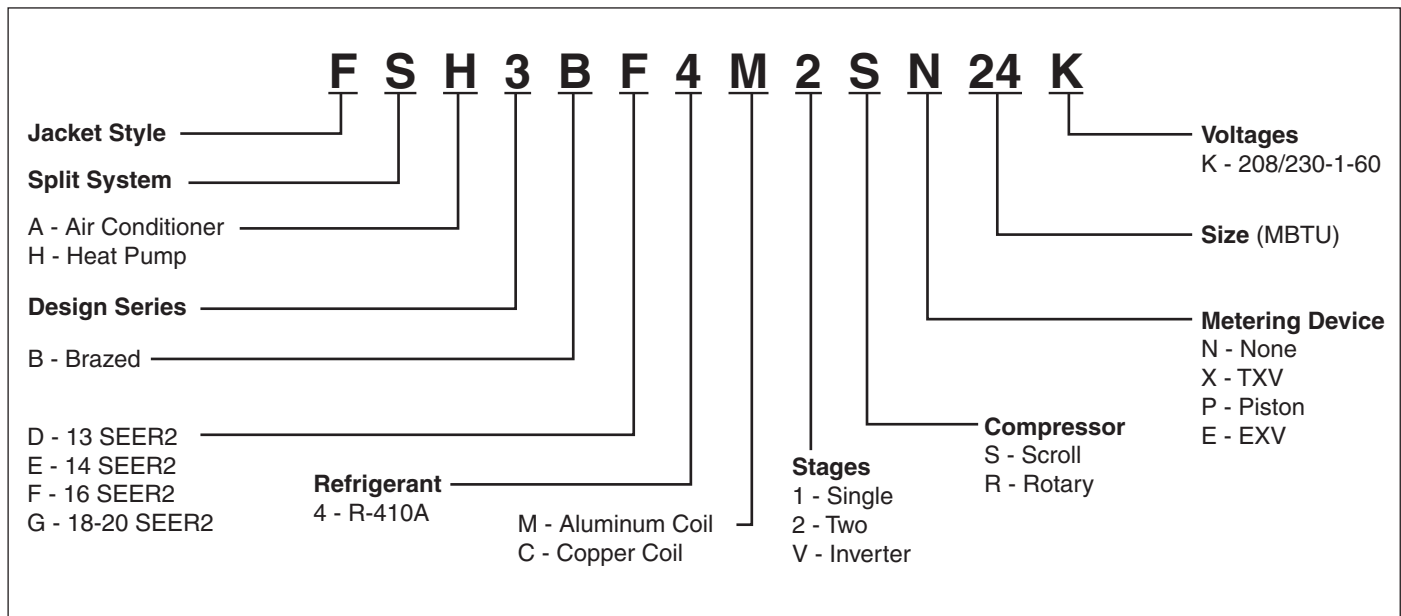 F S H 3 B F 4 M 2 S N 24 K
Jacket Style
Split System
A - Air Conditioner
H - Heat Pump
Design Series
B - Brazed
D - 13 SEER2
E - 14 SEER2
F - 16 SEER2
G - 18-20 SEER2
Refrigerant
4 - R-410A
M - Aluminum Coil
C - Copper Coil
Stages
1 - Single
2 - Two
V - Inverter
Compressor
S - Scroll
R - Rotary
Metering Device
N - None
X - TXV
P - Piston
E - EXV
Size (MBTU)
Voltages
K - 208/230-1-60